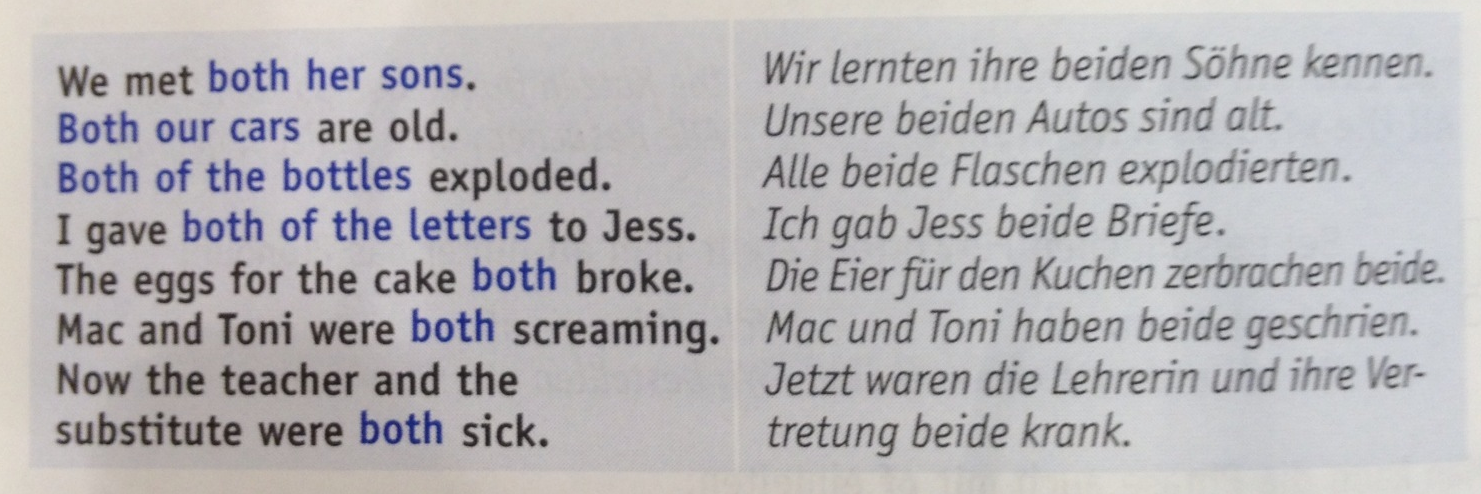 We met both her sons.
Both our cars are old.
Both of the bottles exploded.
I gave both of the letters to Jess.
The eggs for the cake both broke.
Mac and Toni were both screaming.
Now the teacher and the
substitute were both sick.
Wir lernten ihre beiden Söhne kennen.
Unsere beiden Autos sind alt.
Alle beide Flaschen explodierten.
Ich gab Jess beide Briefe.
Die Eier für den Kuchen zerbrachen beide.
Mac und Toni haben beide geschrien.
Jetzt waren die Lehrerin und ihre Ver-
tretung beide krank.